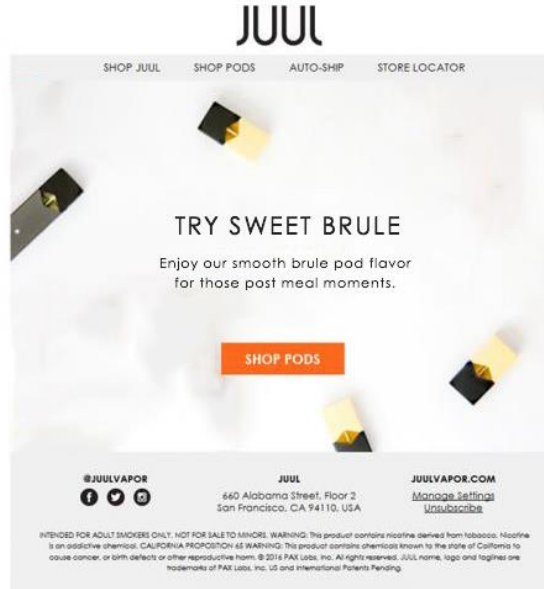 JUUL
SHOP JUUL SHOP PODS AUTO-SHIP STORE LOCATOR
TRY SWEET BRULE
Enjoy our smooth brule pod flavor
for those post meal moments.
SHOP PODS
@JUULVAPOR
JUUL
660 Alabama Street, Floor 2
San Francisco, CA 94110, USA
JUULVAPOR.COM
Manage Settings
Unsubscribe
INTENDED FOR ADULT SMOKERS ONLY. NOT FOR SALE TO MINORS. WARNING: This product contains nicotine derived from tobacco. Nicotine
is an addictive chemical. CALIFORNIA PROPOSITION 65 WARNING: This product contains chemicals known to the state of California to
cause cancer, or birth defects or other reproductive harm. © 2016 PAX Labs, Inc. All rights reserved. JUUL name, logo and taglines are
trademarks of PAX Labs, Inc. US and International Patents Pending.